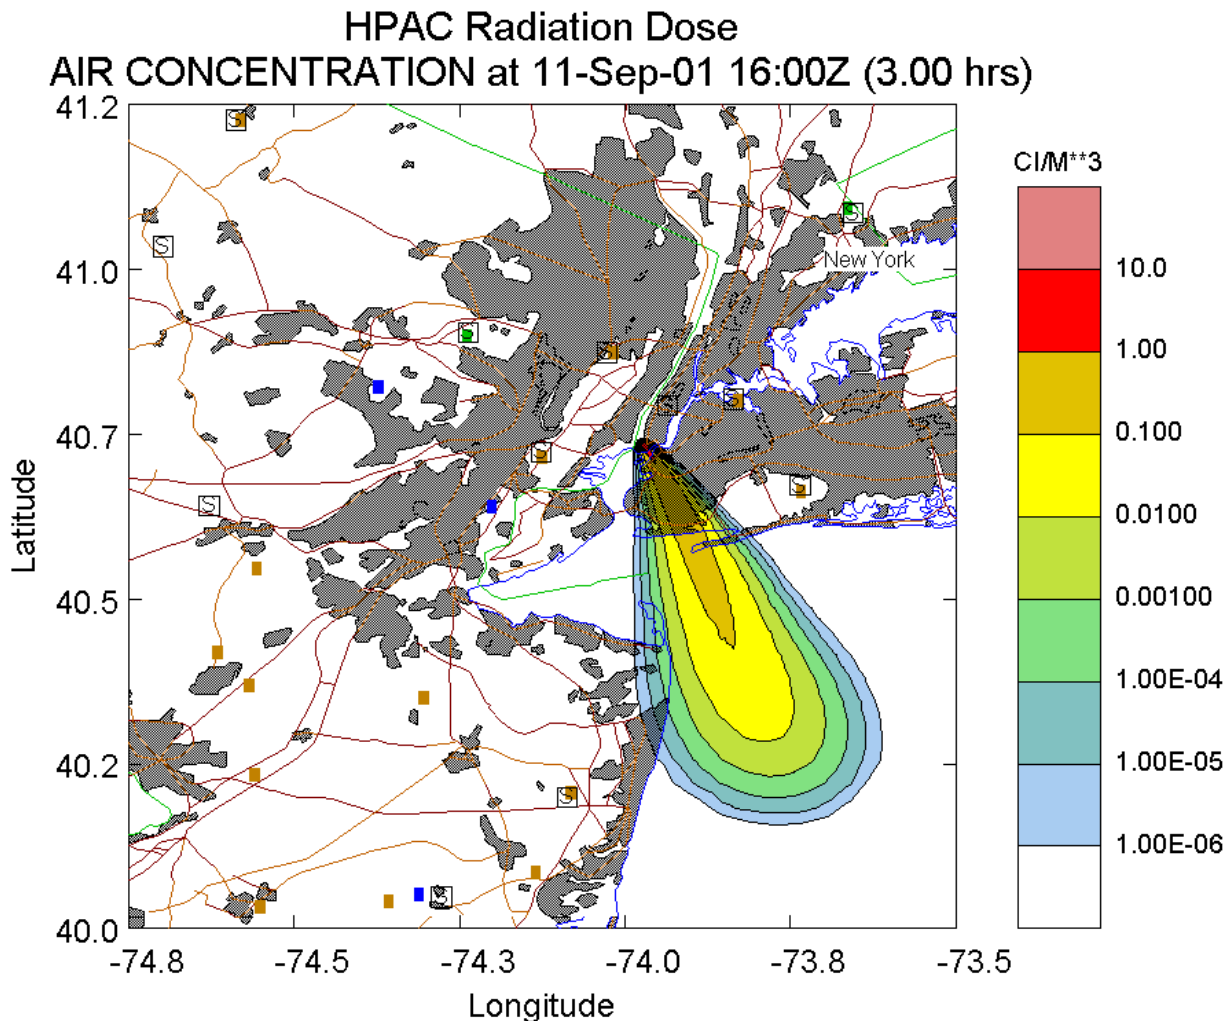 HPAC Radiation Dose
AIR CONCENTRATION at 11-Sep-01 16:00Z (3.00 hrs)
41.2
41.0
40.7
40.5
40.2
40.0
Latitude
-74.8
-74.5
-74.3
-74.0
-73.8
-73.5
Longitude
S
S
S
New York
S
S
S
S
S
S
S
S
S
CI/M**3
10.0
1.00
0.100
0.0100
0.00100
1.00E-04
1.00E-05
1.00E-06